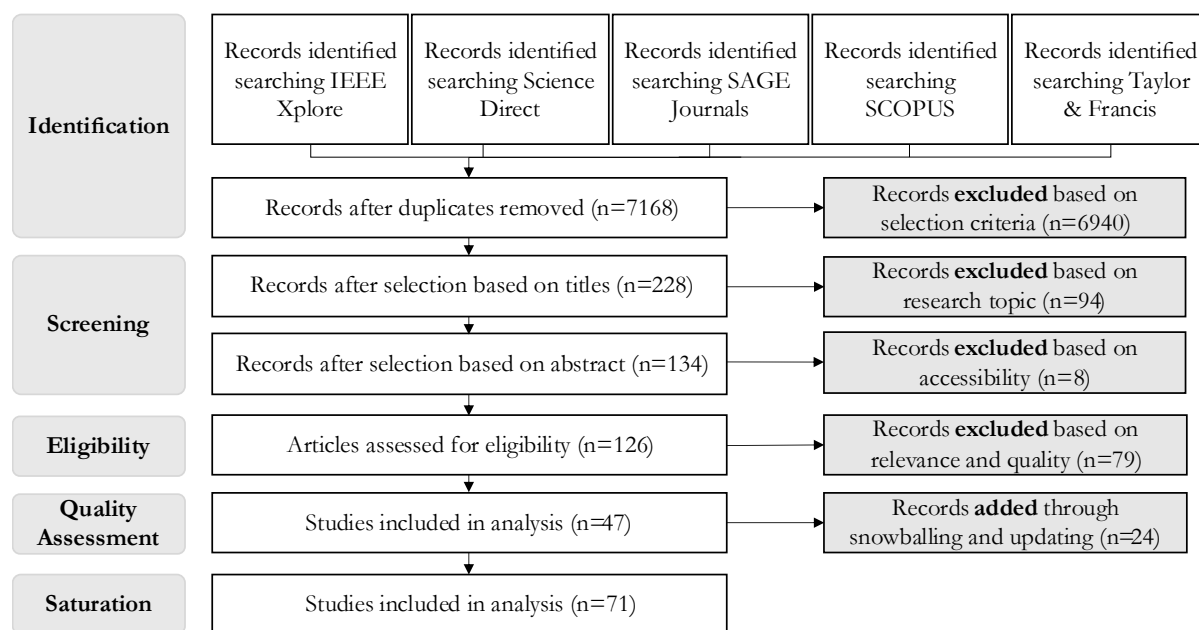 Identification
Records identified
searching IEEE
Xplore
Records identified
searching Science
Direct
Records identified
searching SAGE
Journals
Records identified
searching
SCOPUS
Records identified
searching Taylor
& Francis
Records after duplicates removed (n=7168)
Records excluded based on
selection criteria (n=6940)
Screening
Records after selection based on titles (n=228)
Records excluded based on
research topic (n=94)
Records after selection based on abstract (n=134)
Records excluded based on
accessibility (n=8)
Eligibility
Articles assessed for eligibility (n=126)
Records excluded based on
relevance and quality (n=79)
Quality
Assessment
Studies included in analysis (n=47)
Records added through
snowballing and updating (n=24)
Saturation
Studies included in analysis (n=71)